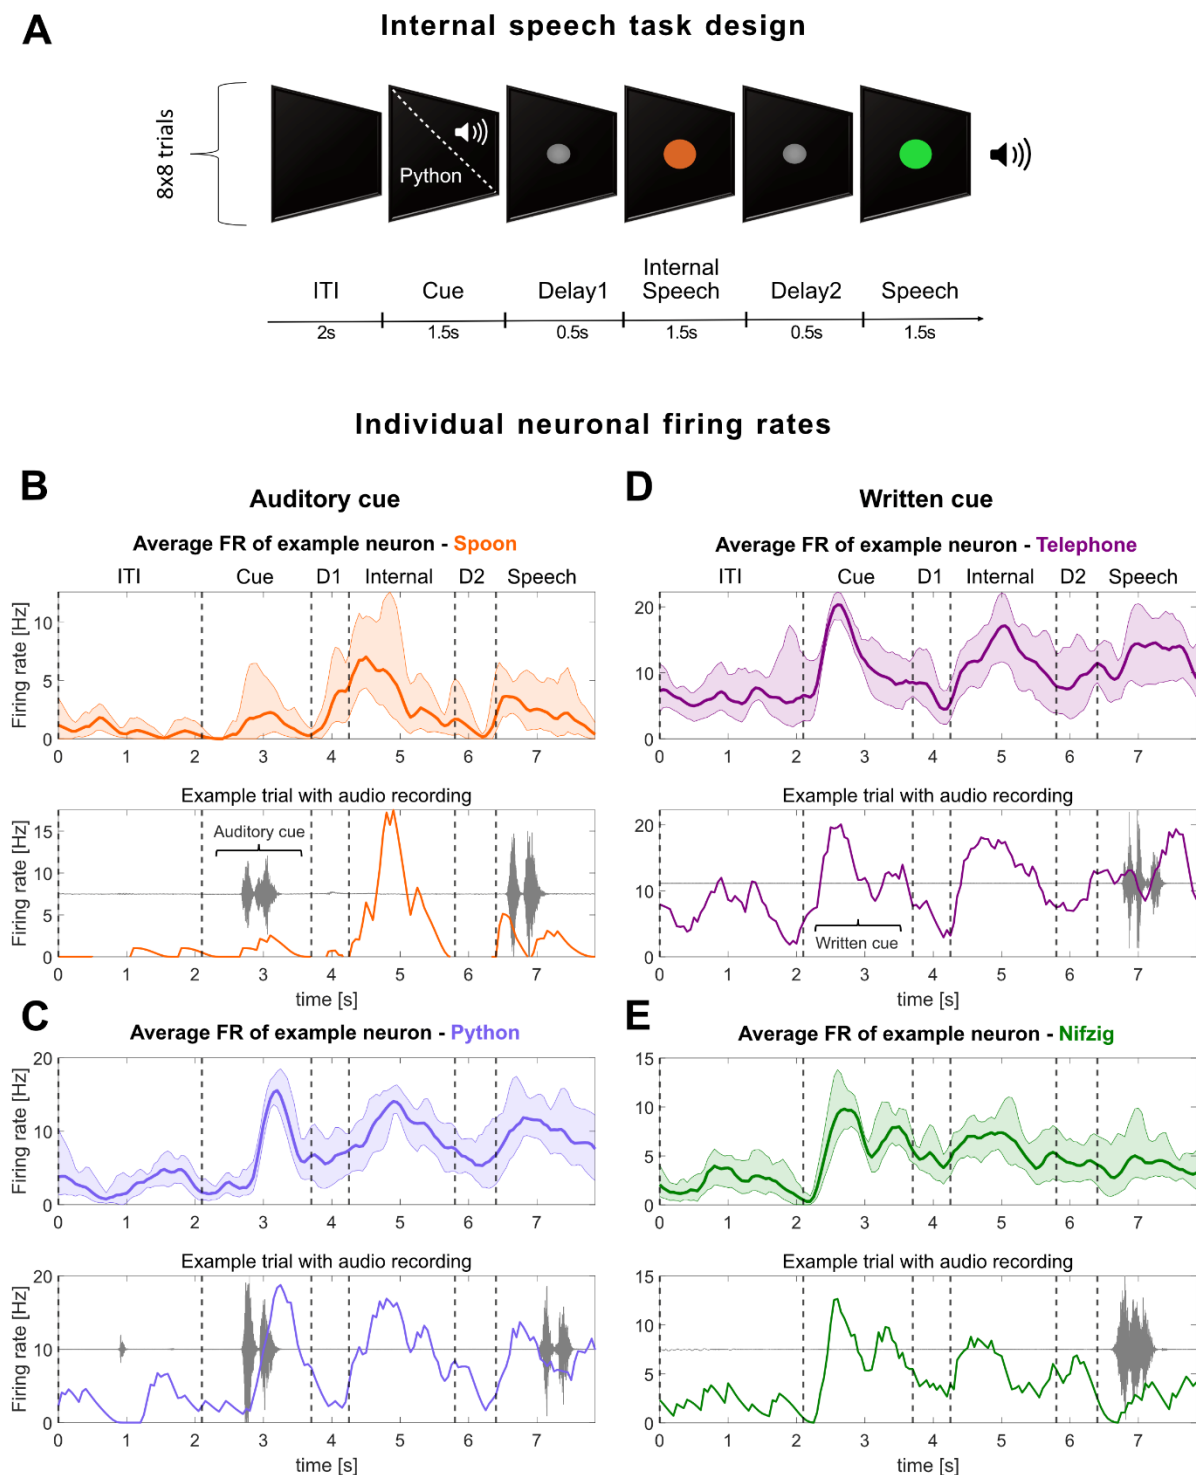 A
Internal speech task design
8x8 trials
Python
ITI
Cue
Delay1
Internal
Speech
Delay2
Speech
2s
1.5s
0.5s
1.5s
0.5s
1.5s
Individual neuronal firing rates
B
Auditory cue
Average FR of example neuron - Spoon
ITI
Cue
D1
Internal
D2
Speech
Firing rate [Hz]
10
5
0
0 1 2 3 4 5 6 7
Example trial with audio recording
Auditory cue
Firing rate [Hz]
15
10
5
0
0 1 2 3 4 5 6 7
time [s]
C
Average FR of example neuron - Python
Firing rate [Hz]
20
10
0
0 1 2 3 4 5 6 7
Example trial with audio recording
Firing rate [Hz]
20
10
0
0 1 2 3 4 5 6 7
time [s]
D
Written cue
Average FR of example neuron - Telephone
ITI
Cue
D1
Internal
D2
Speech
20
10
0
0 1 2 3 4 5 6 7
Example trial with audio recording
Written cue
20
10
0
0 1 2 3 4 5 6 7
time [s]
E
Average FR of example neuron - Nifzig
15
10
5
0
0 1 2 3 4 5 6 7
Example trial with audio recording
15
10
5
0
0 1 2 3 4 5 6 7
time [s]